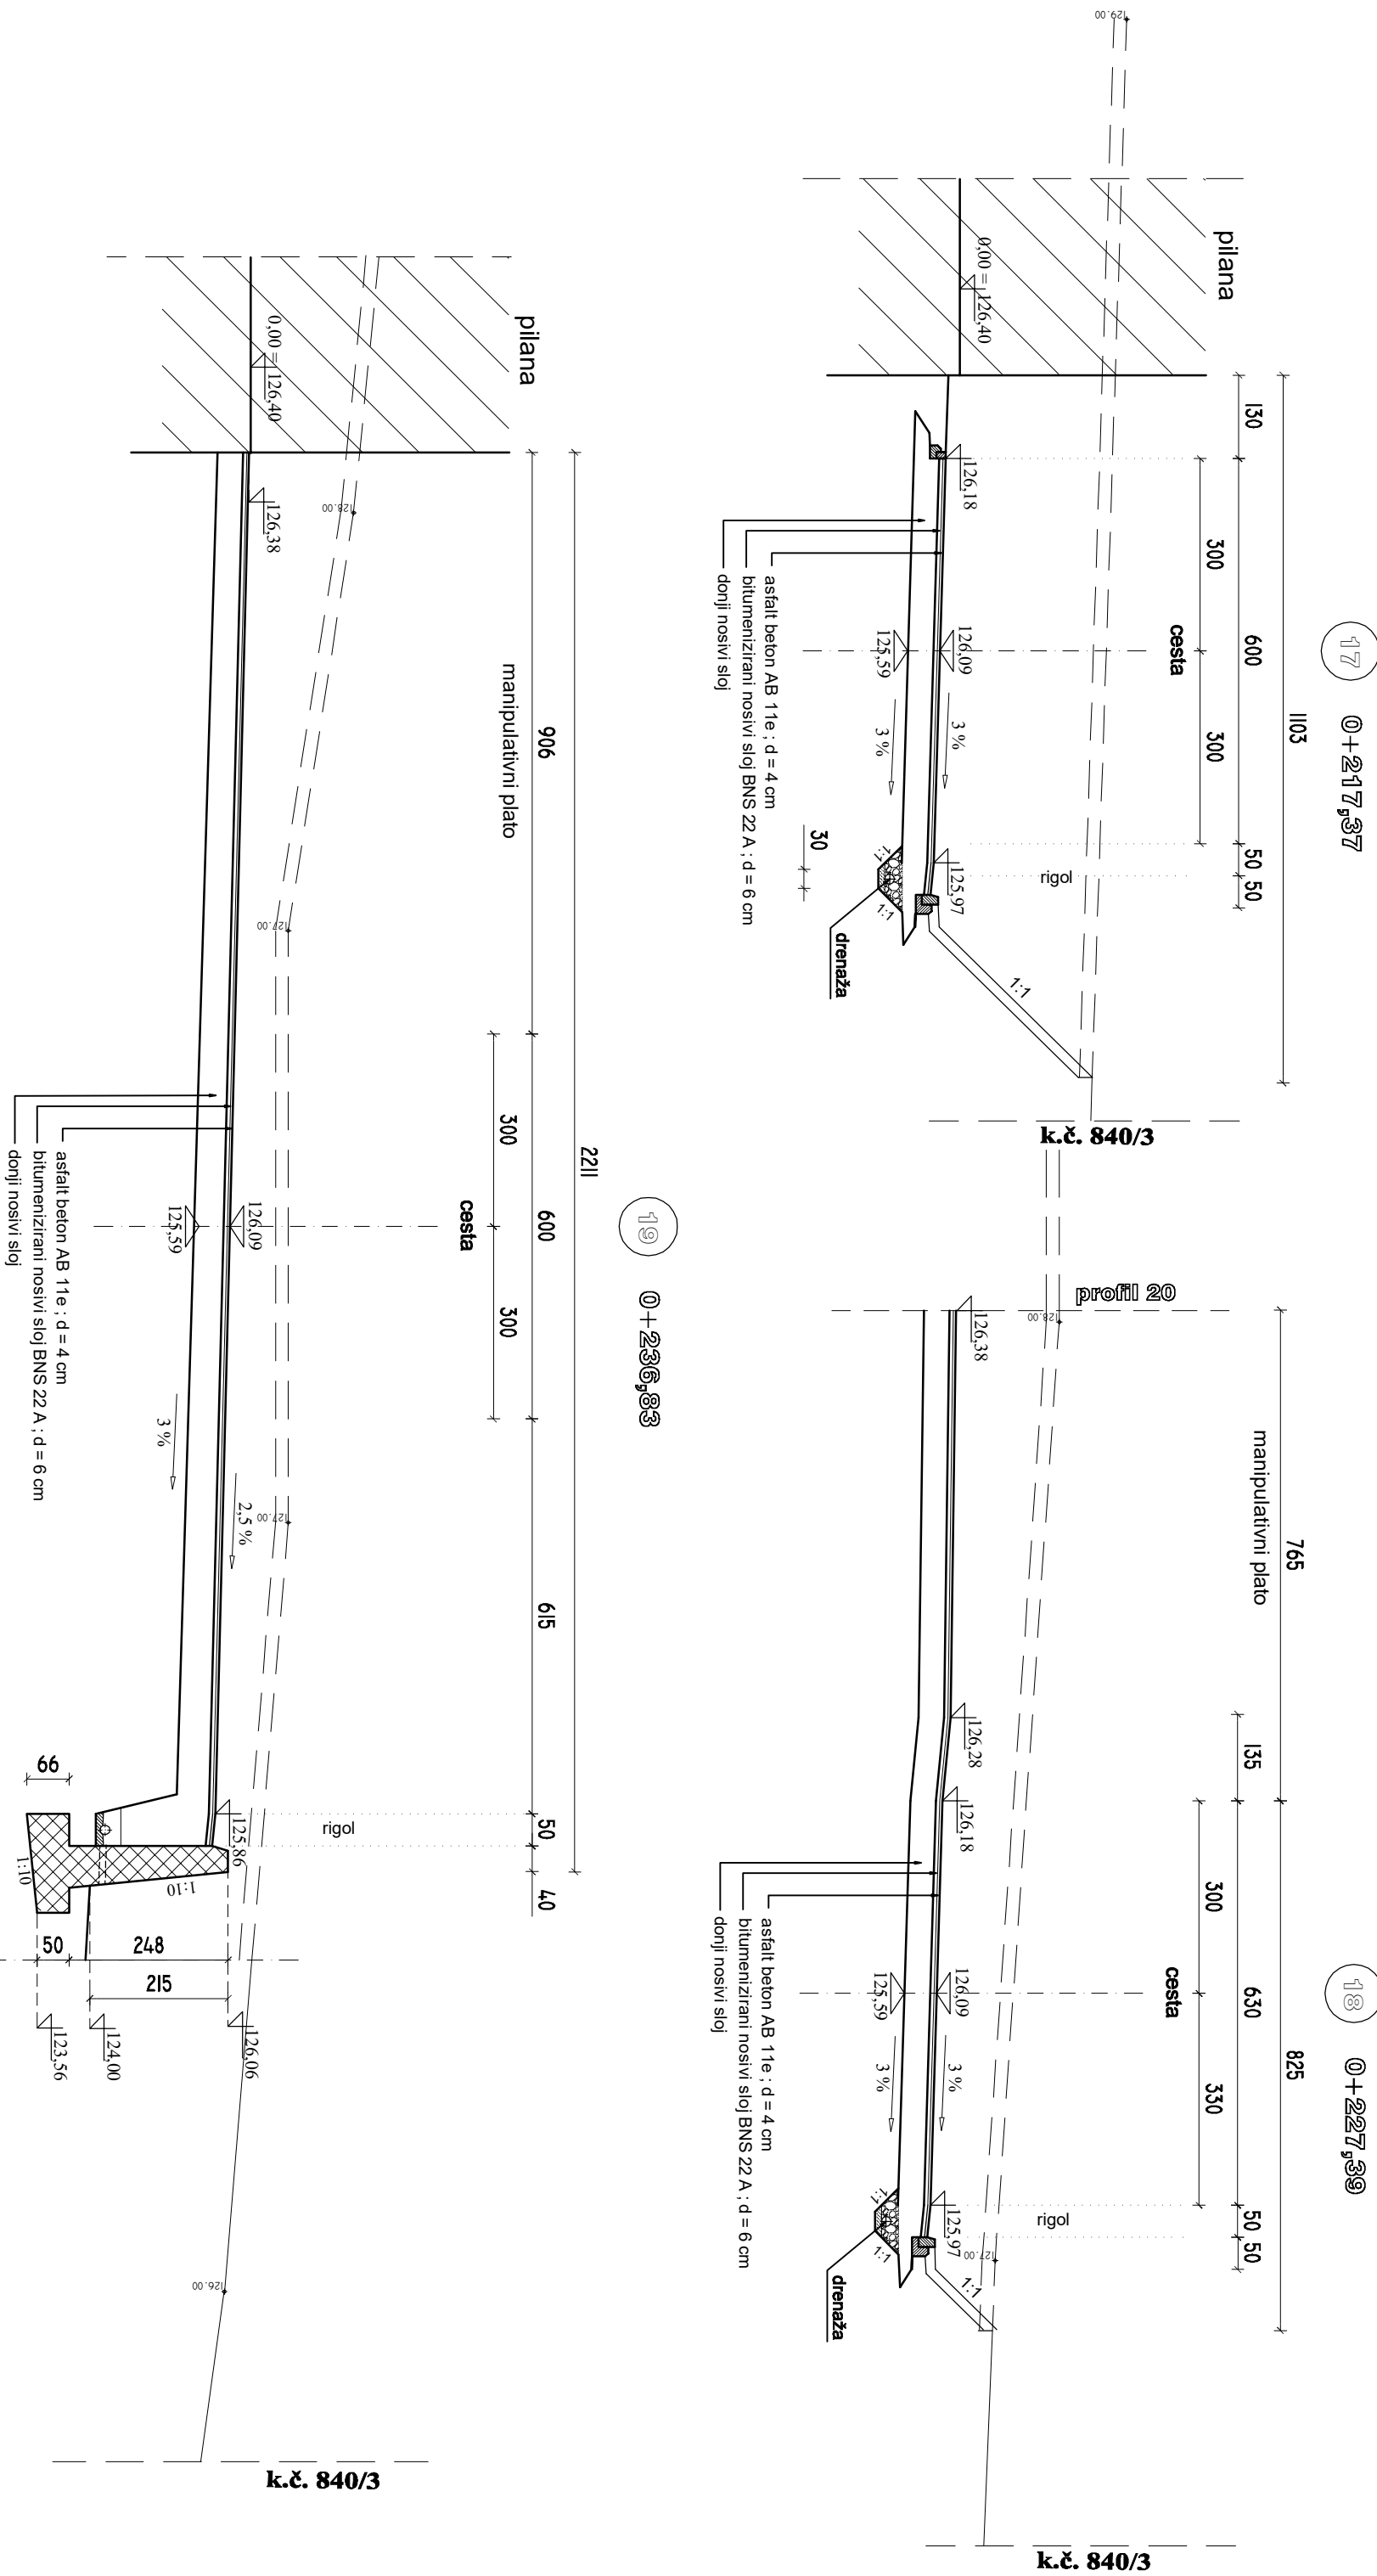 17
0+217,37
1103
130
600
50
50
300
300
cesta
pilana
0,00 = 126,40
129.00
126,18
126,09
125,59
3 %
3 %
125,97
rigol
30
1:1
1:1
1:1
drenaža
asfalt beton AB 11e ; d = 4 cm
bitumenizirani nosivi sloj BNS 22 A ; d = 6 cm
donji nosivi sloj
k.č. 840/3
18
0+227,39
765
825
manipulativni plato
135
630
50
50
300
330
cesta
profil 20
128.00
126,38
126,28
126,18
126,09
125,59
3 %
3 %
125,97
127.00
rigol
1:1
1:1
1:1
drenaža
asfalt beton AB 11e ; d = 4 cm
bitumenizirani nosivi sloj BNS 22 A ; d = 6 cm
donji nosivi sloj
k.č. 840/3
19
0+236,83
2211
906
600
615
50
40
manipulativni plato
300
300
cesta
pilana
0,00 = 126,40
128.00
126,38
127.00
126,09
125,59
3 %
2,5 %
127.00
rigol
125,86
66
1:10
1:10
50
248
215
126,06
124,00
123,56
126.00
asfalt beton AB 11e ; d = 4 cm
bitumenizirani nosivi sloj BNS 22 A ; d = 6 cm
donji nosivi sloj
k.č. 840/3